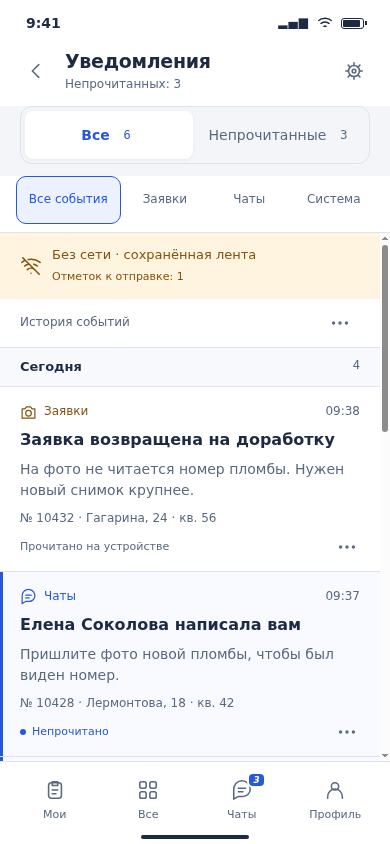 9:41
Уведомления
Непрочитанных: 3
Все 6 Непрочитанные 3
Все события Заявки Чаты Система
Без сети · сохранённая лента
Отметок к отправке: 1
История событий
Сегодня 4
Заявки 09:38
Заявка возвращена на доработку
На фото не читается номер пломбы. Нужен
новый снимок крупнее.
№ 10432 · Гагарина, 24 · кв. 56
Прочитано на устройстве
Чаты 09:37
Елена Соколова написала вам
Пришлите фото новой пломбы, чтобы был
виден номер.
№ 10428 · Лермонтова, 18 · кв. 42
Непрочитано
3
Мои Все Чаты Профиль